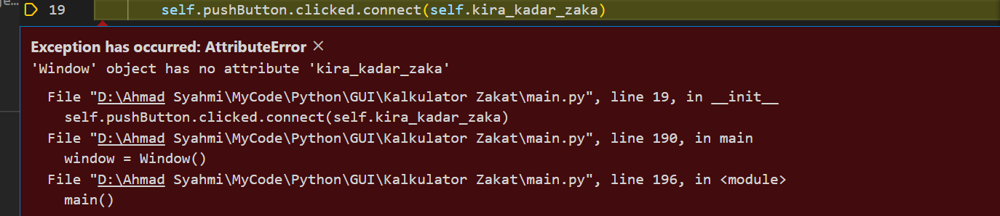 ge...
19 self.pushButton.clicked.connect(self.kira_kadar_zaka)
Exception has occurred: AttributeError ×
'Window' object has no attribute 'kira_kadar_zaka'
File "D:\Ahmad Syahmi\MyCode\Python\GUI\Kalkulator Zakat\main.py", line 19, in __init__
self.pushButton.clicked.connect(self.kira_kadar_zaka)
File "D:\Ahmad Syahmi\MyCode\Python\GUI\Kalkulator Zakat\main.py", line 190, in main
window = Window()
File "D:\Ahmad Syahmi\MyCode\Python\GUI\Kalkulator Zakat\main.py", line 196, in <module>
main()